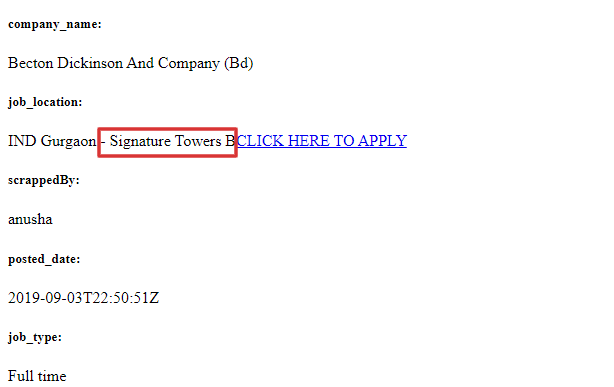 company_name:
Becton Dickinson And Company (Bd)
job_location:
IND Gurgaon - Signature Towers BCLICK HERE TO APPLY
scrappedBy:
anusha
posted_date:
2019-09-03T22:50:51Z
job_type:
Full time